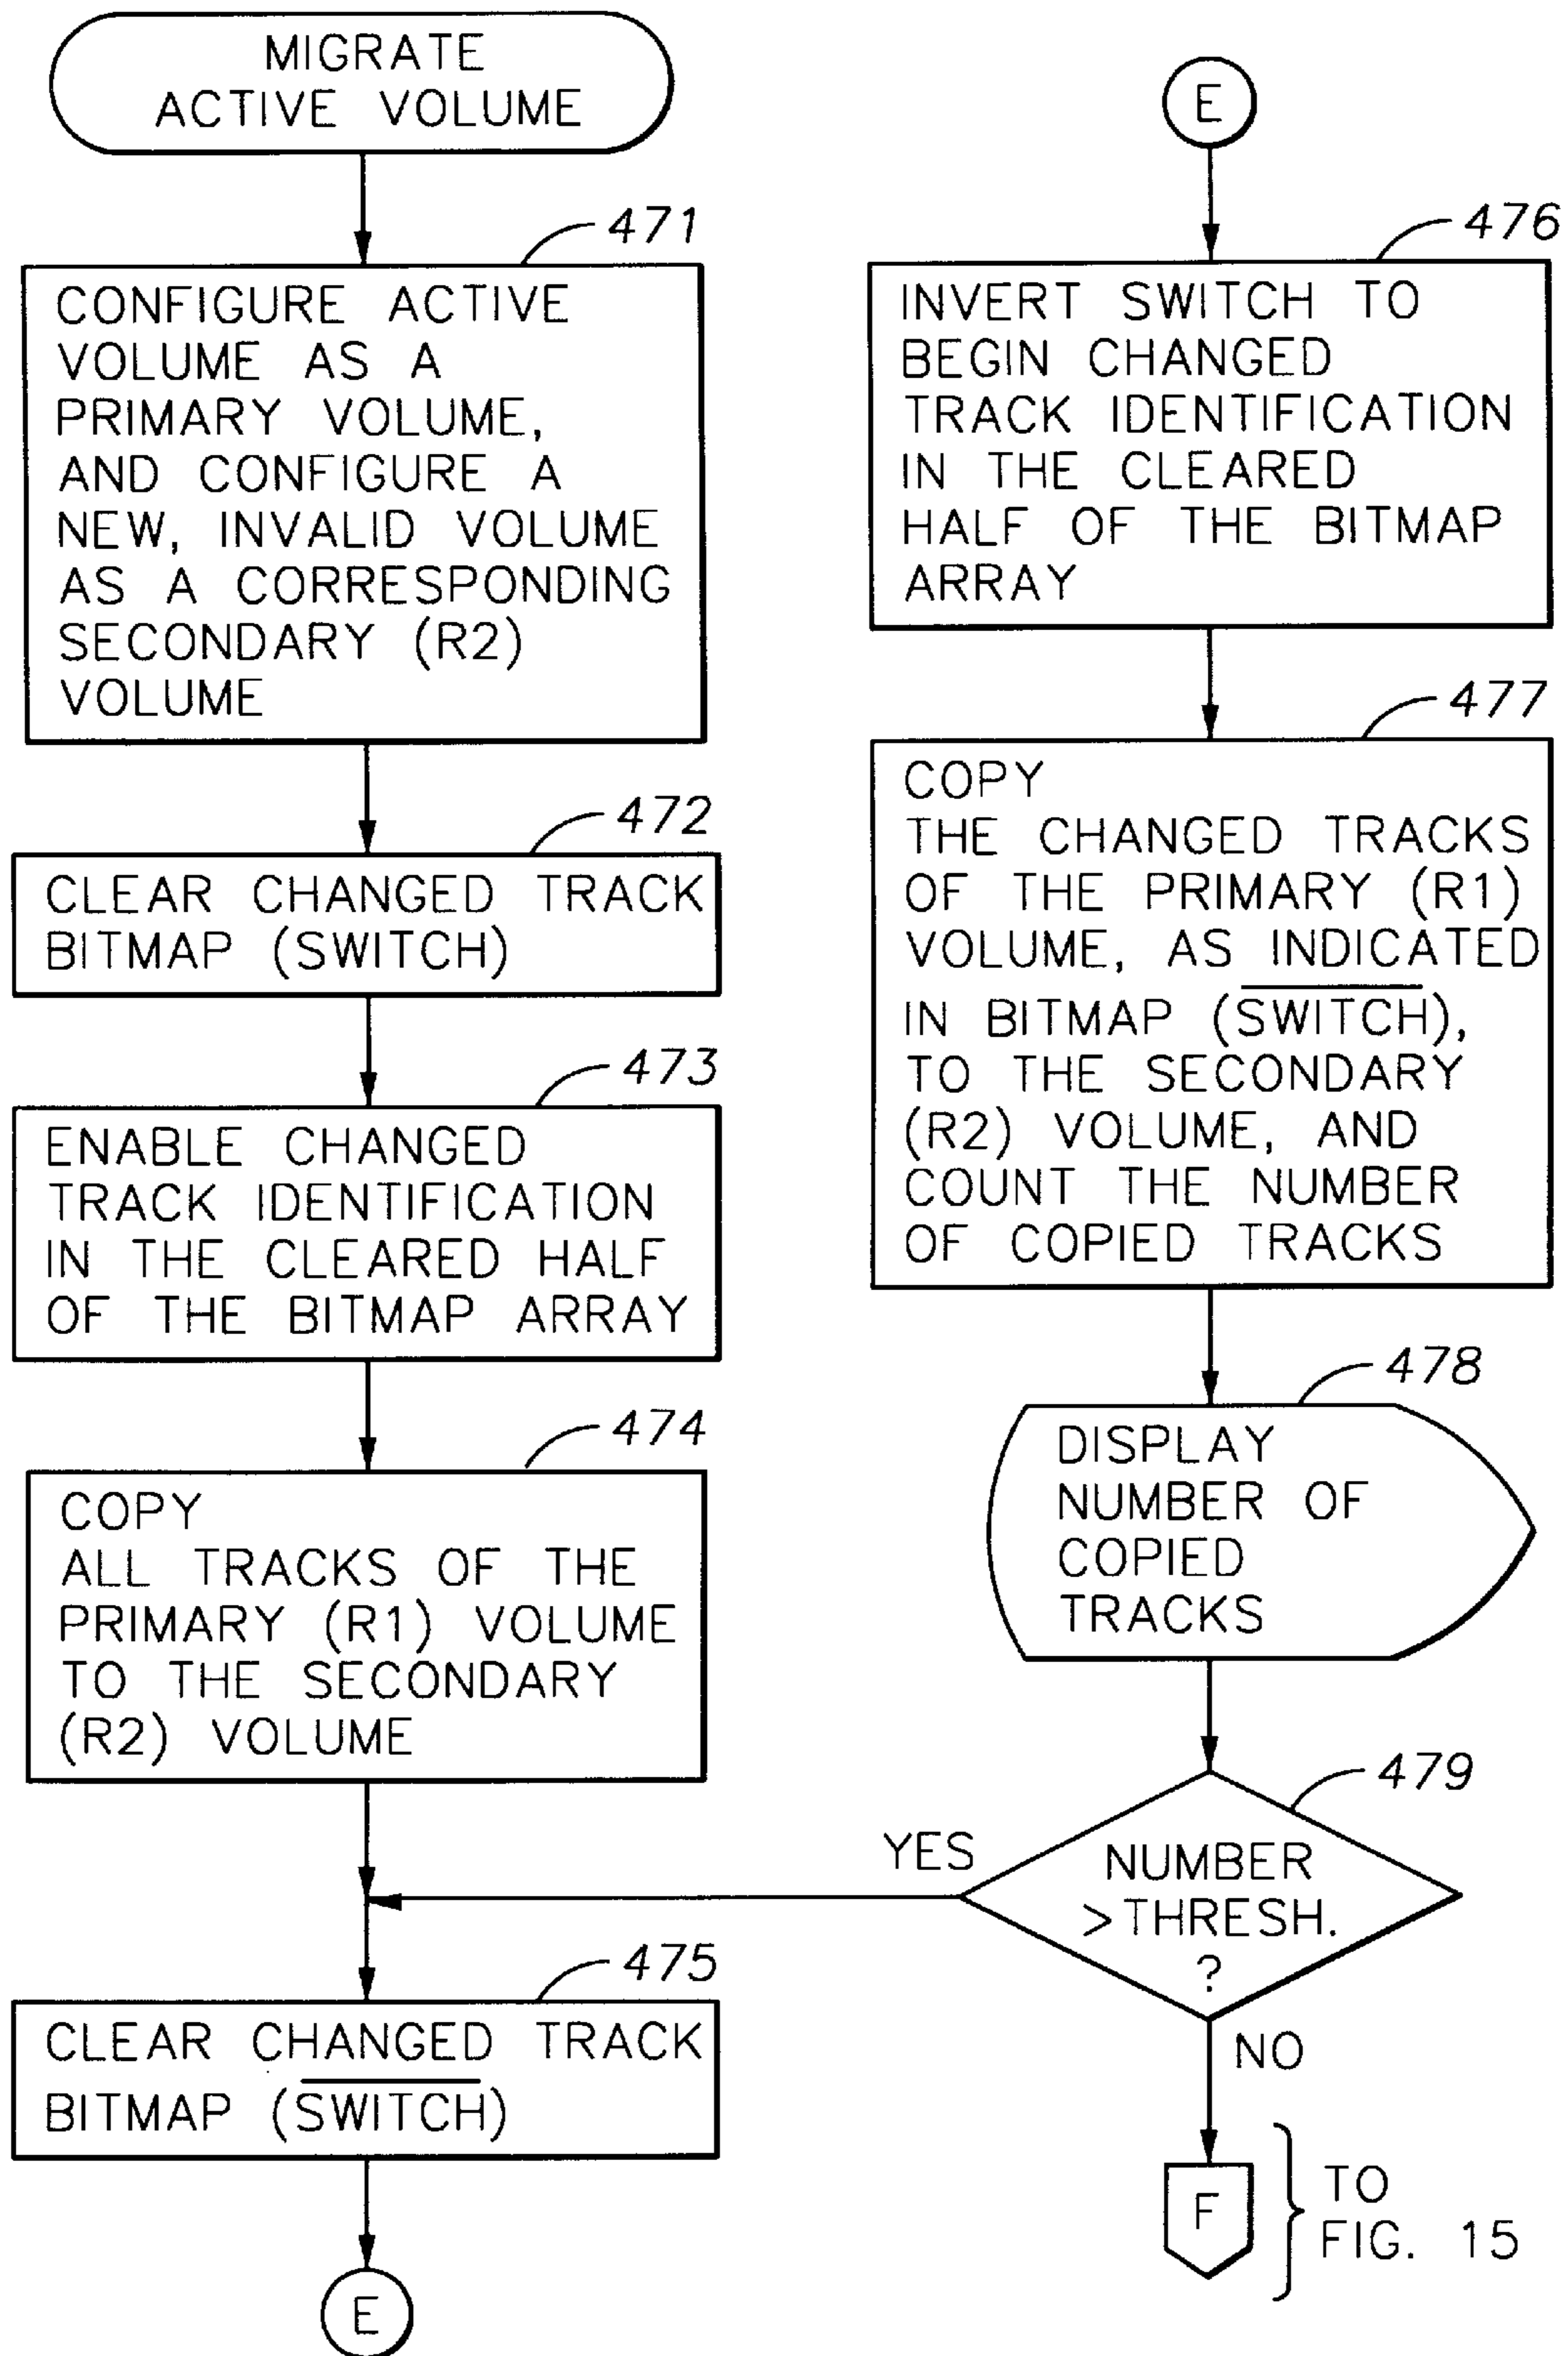 MIGRATE
ACTIVE VOLUME
471
CONFIGURE ACTIVE
VOLUME AS A
PRIMARY VOLUME,
AND CONFIGURE A
NEW, INVALID VOLUME
AS A CORRESPONDING
SECONDARY (R2)
VOLUME
472
CLEAR CHANGED TRACK
BITMAP (SWITCH)
473
ENABLE CHANGED
TRACK IDENTIFICATION
IN THE CLEARED HALF
OF THE BITMAP ARRAY
474
COPY
ALL TRACKS OF THE
PRIMARY (R1) VOLUME
TO THE SECONDARY
(R2) VOLUME
475
CLEAR CHANGED TRACK
BITMAP (S̅W̅I̅T̅C̅H̅)
E
E
476
INVERT SWITCH TO
BEGIN CHANGED
TRACK IDENTIFICATION
IN THE CLEARED
HALF OF THE BITMAP
ARRAY
477
COPY
THE CHANGED TRACKS
OF THE PRIMARY (R1)
VOLUME, AS INDICATED
IN BITMAP (S̅W̅I̅T̅C̅H̅),
TO THE SECONDARY
(R2) VOLUME, AND
COUNT THE NUMBER
OF COPIED TRACKS
478
DISPLAY
NUMBER OF
COPIED
TRACKS
479
NUMBER
> THRESH.
?
YES
NO
F
TO
FIG. 15